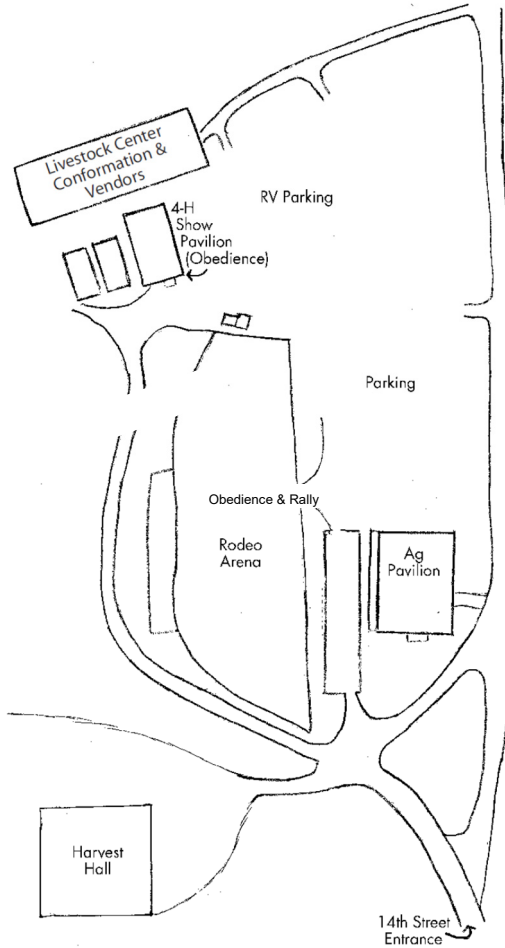 Livestock Center
Conformation &
Vendors
4-H
Show
Pavilion
(Obedience)
RV Parking
Parking
Obedience & Rally
Rodeo
Arena
Ag
Pavilion
Harvest
Hall
14th Street
Entrance